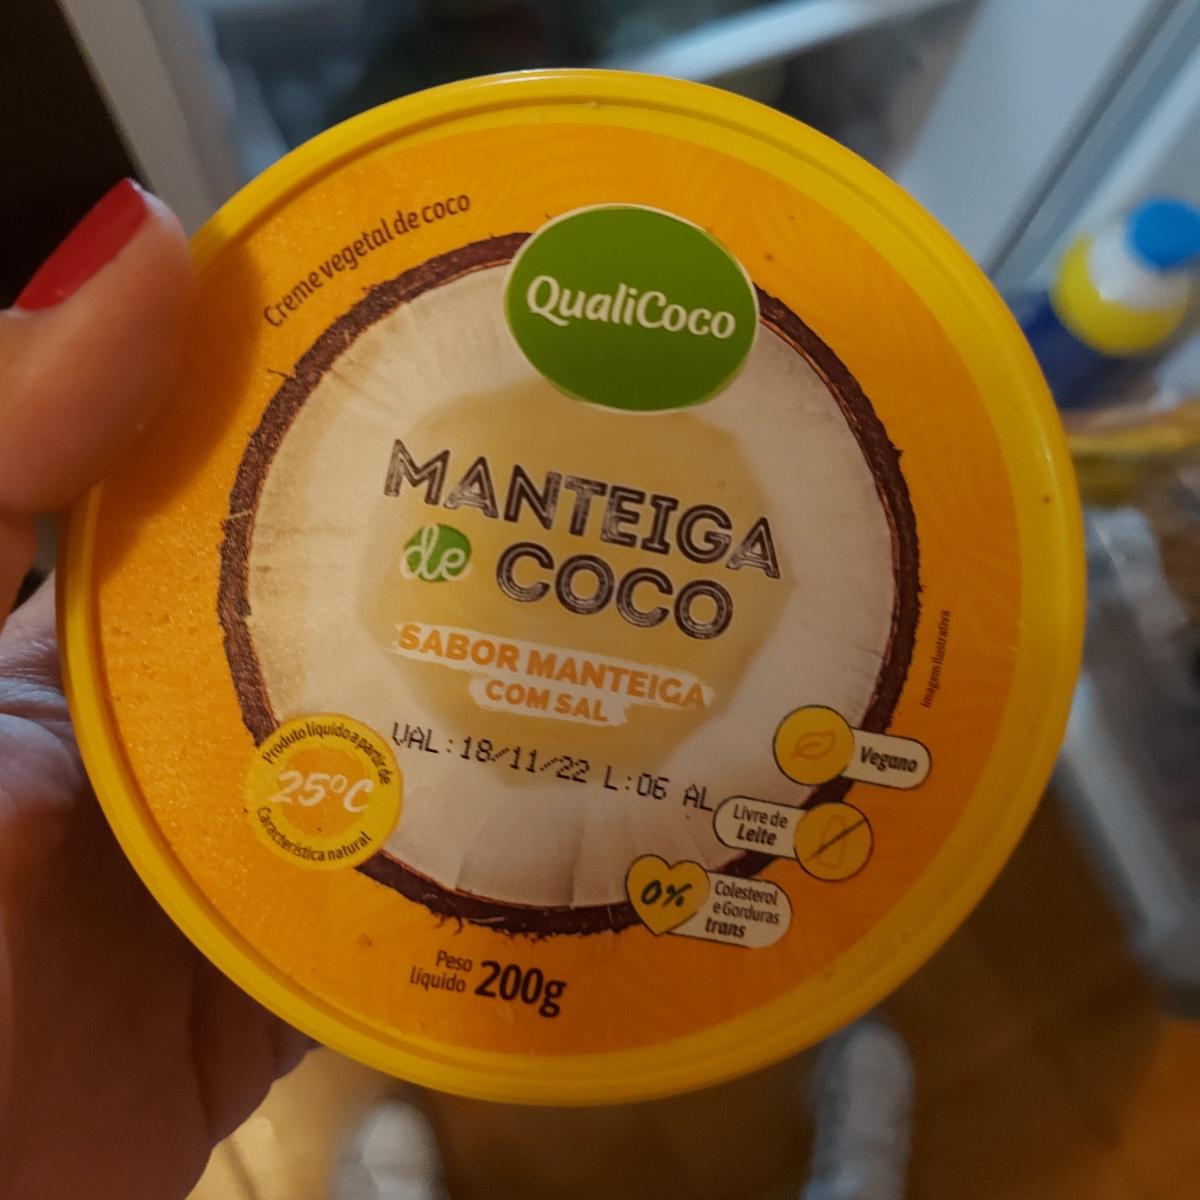 Creme vegetal de coco
QualiCoco
MANTEIGA
de COCO
SABOR MANTEIGA
COM SAL
VAL:18/11/22 L:06 AL
Produto líquido a partir de
25°C
Característica natural
Imagem ilustrativa
Vegano
Livre de
Leite
0%
Colesterol
e Gorduras
trans
Peso
líquido 200g